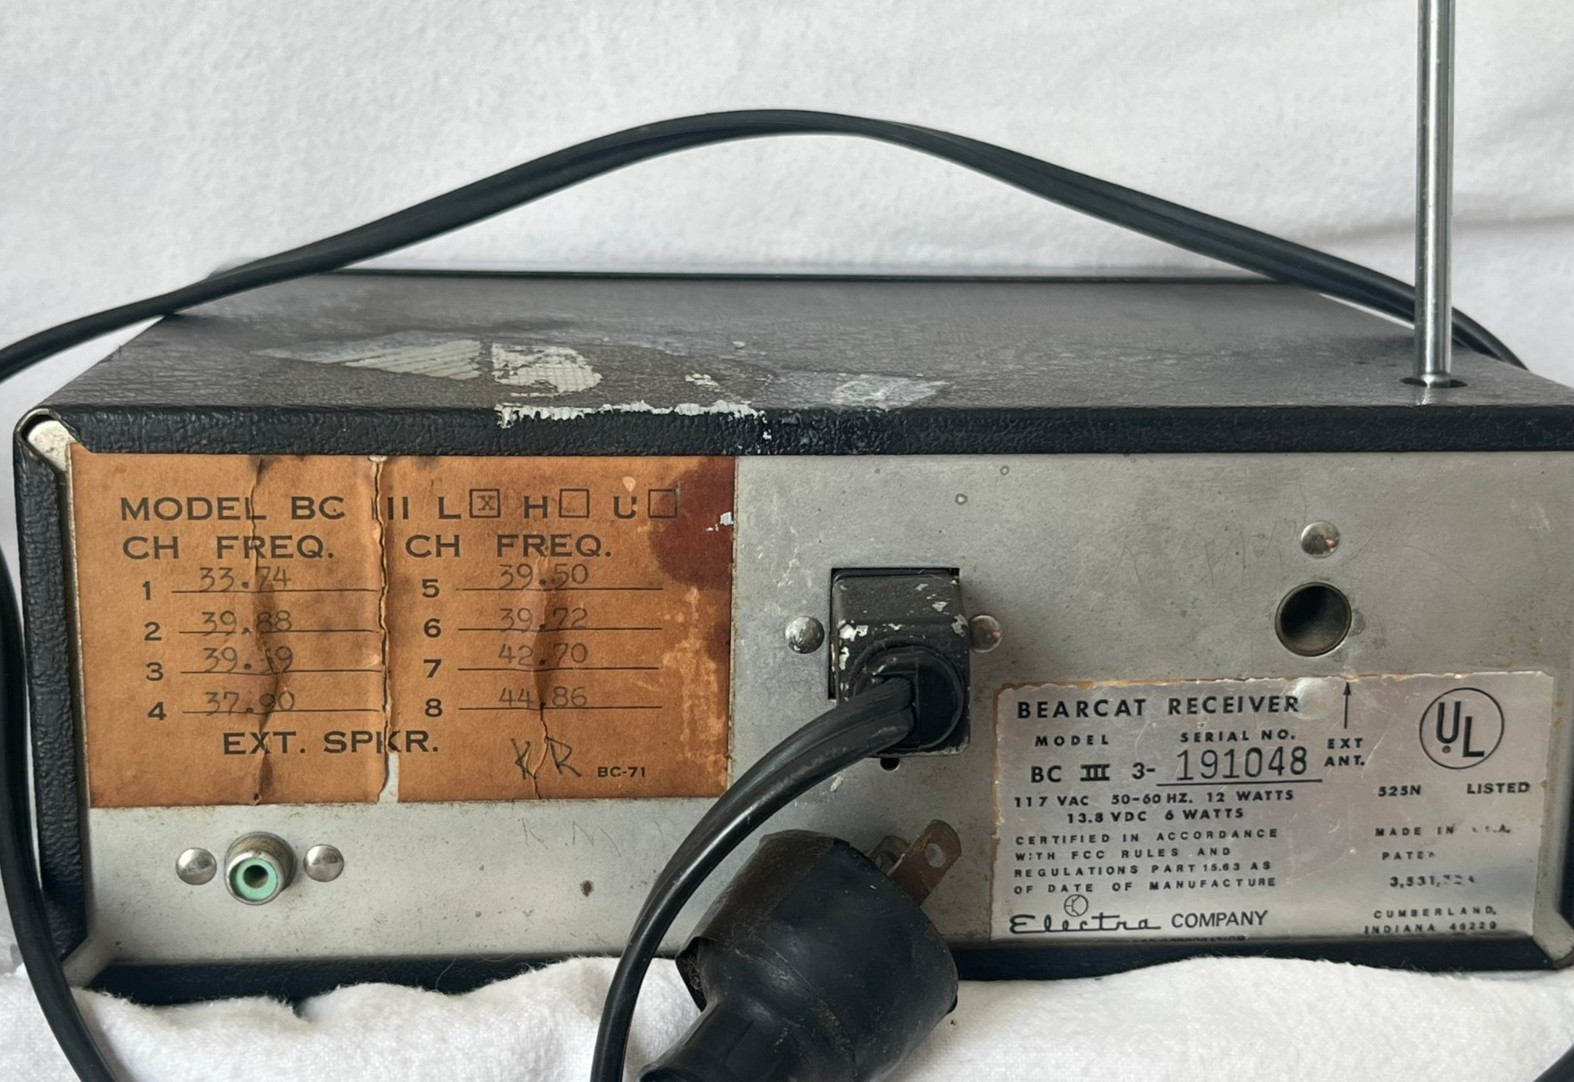 MODEL BC II L X H U
CH FREQ. CH FREQ.
1 33.74 5 39.50
2 39.88 6 39.72
3 7 42.70
4 37.90 8 44.86
EXT. SPKR.
KR BC-71
BEARCAT RECEIVER
MODEL SERIAL NO.
BC III 3- 191048
EXT
ANT.
UL
525N LISTED
117 VAC 50-60 HZ. 12 WATTS
13.8 VDC 6 WATTS
CERTIFIED IN ACCORDANCE
WITH FCC RULES AND
REGULATIONS PART 15.63 AS
OF DATE OF MANUFACTURE
Electra COMPANY
MADE IN
CUMBERLAND,
INDIANA 46229